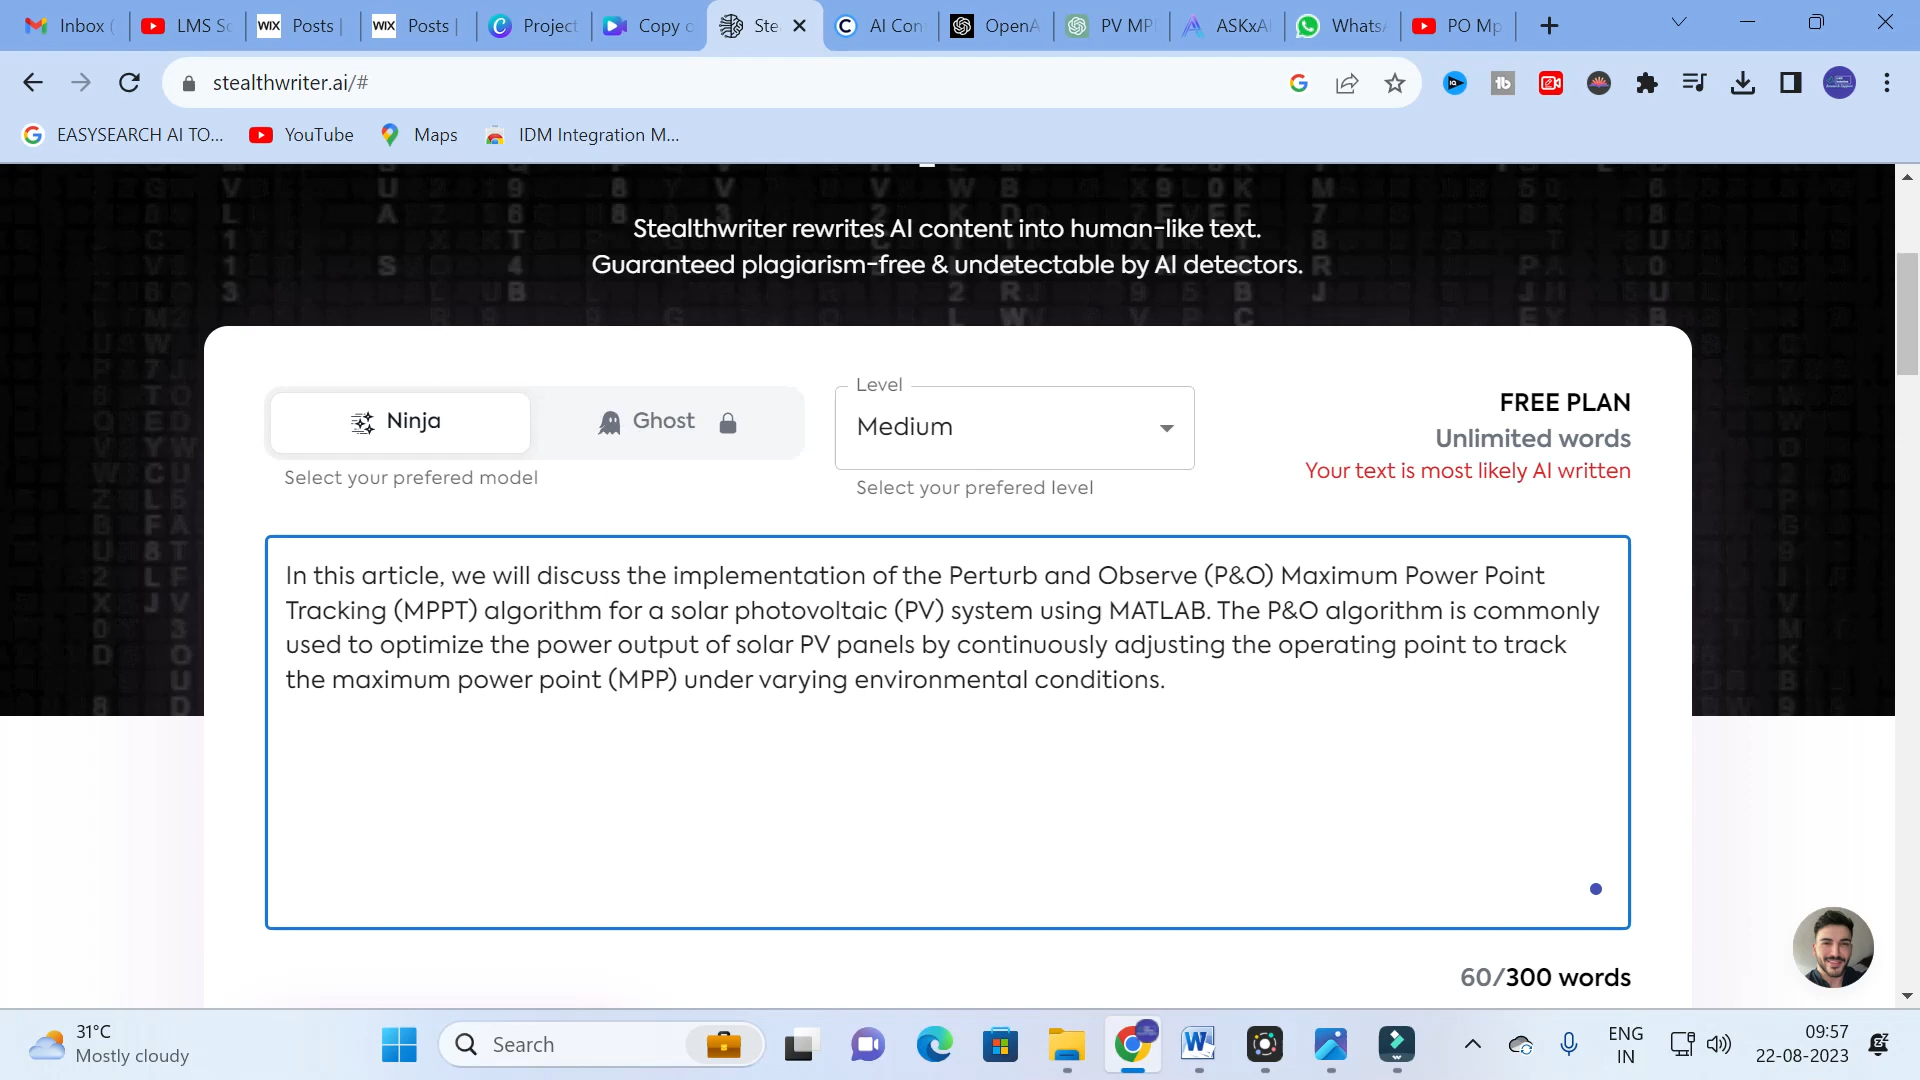 Inbox (
LMS Sc
WIX Posts |
WIX Posts |
Project
Copy o
Ste
AI Con
OpenA
PV MP
ASKxA
Whats
PO Mp
stealthwriter.ai/#
EASYSEARCH AI TO...
YouTube
Maps
IDM Integration M...
Stealthwriter rewrites AI content into human-like text.
Guaranteed plagiarism-free & undetectable by AI detectors.
Ninja
Ghost
Select your prefered model
Level
Medium
Select your prefered level
FREE PLAN
Unlimited words
Your text is most likely AI written
In this article, we will discuss the implementation of the Perturb and Observe (P&O) Maximum Power Point
Tracking (MPPT) algorithm for a solar photovoltaic (PV) system using MATLAB. The P&O algorithm is commonly
used to optimize the power output of solar PV panels by continuously adjusting the operating point to track
the maximum power point (MPP) under varying environmental conditions.
60/300 words
31°C
Mostly cloudy
Search
ENG
IN
09:57
22-08-2023